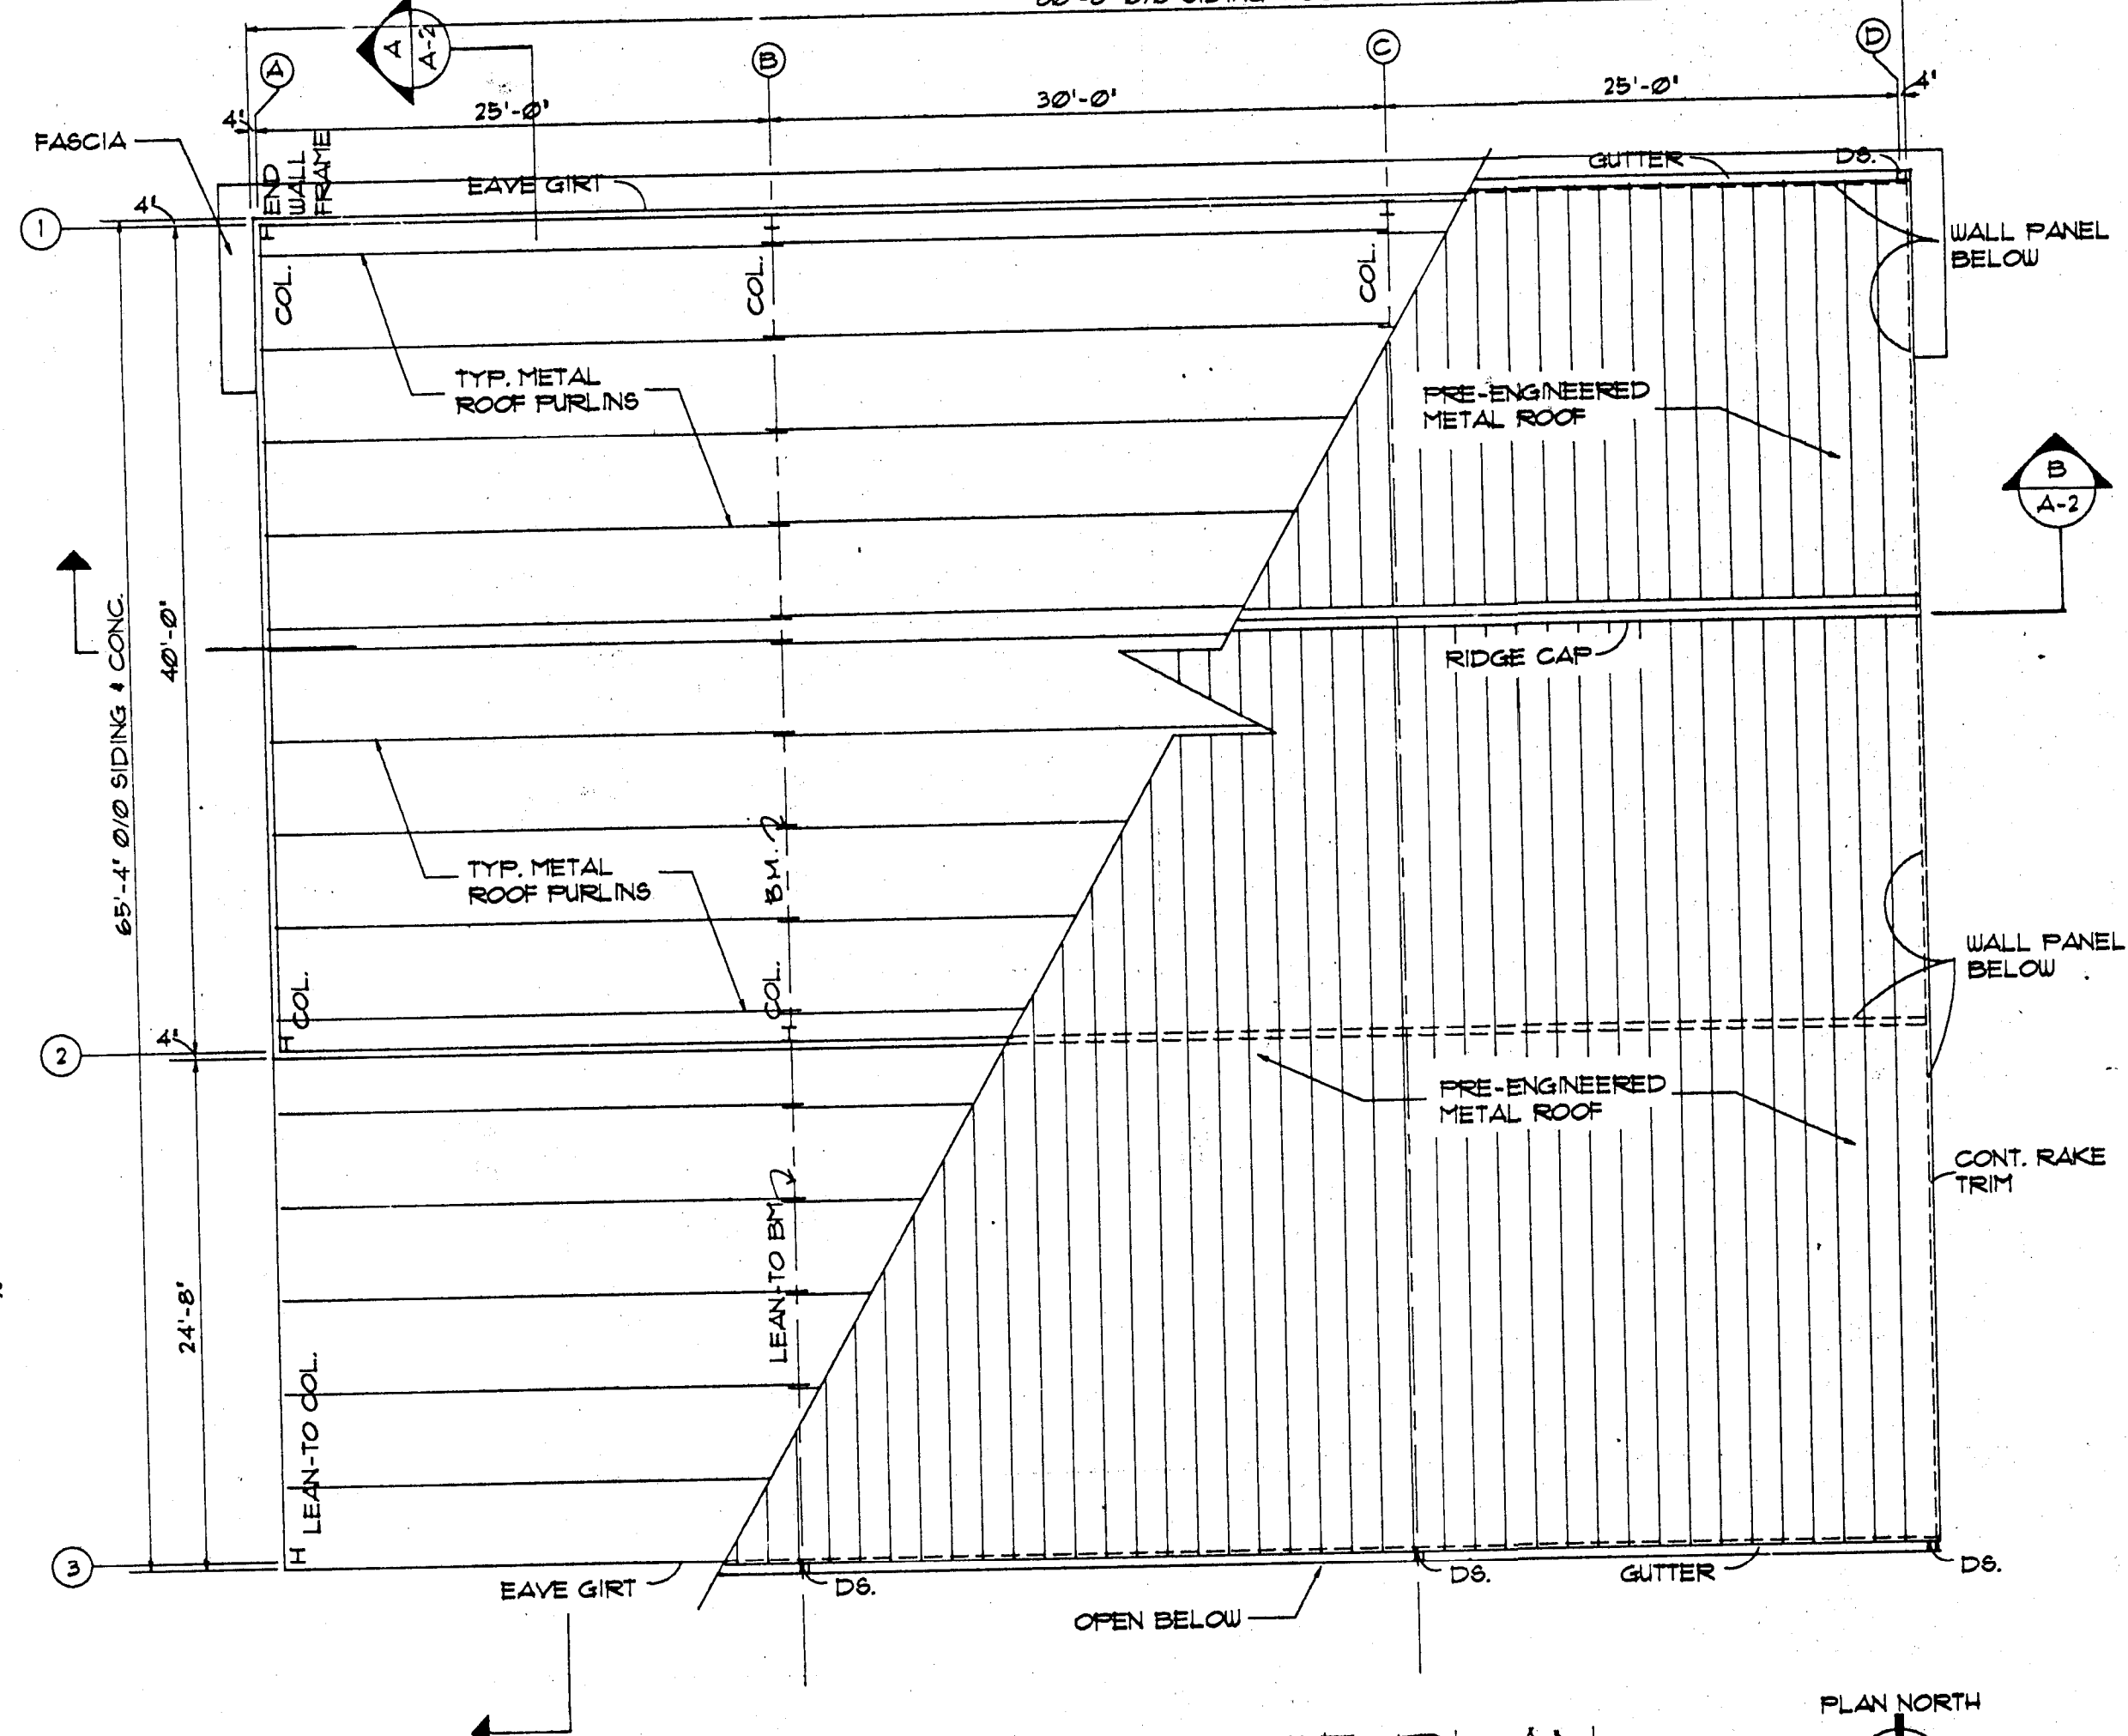 A
A-2
A
B
C
D
4"
25'-0"
30'-0"
25'-0"
4"
FASCIA
END
WALL
FRAME
EAVE GIRT
GUTTER
DS.
1
4"
COL.
COL.
COL.
WALL PANEL
BELOW
TYP. METAL
ROOF PURLINS
PRE-ENGINEERED
METAL ROOF
B
A-2
65'-4" O/O SIDING & CONC.
40'-0"
RIDGE CAP
TYP. METAL
ROOF PURLINS
BM.
COL.
COL.
WALL PANEL
BELOW
2
4"
PRE-ENGINEERED
METAL ROOF
CONT. RAKE
TRIM
LEAN-TO BM.
24'-8"
LEAN-TO COL.
3
EAVE GIRT
DS.
DS.
GUTTER
DS.
OPEN BELOW
PLAN NORTH